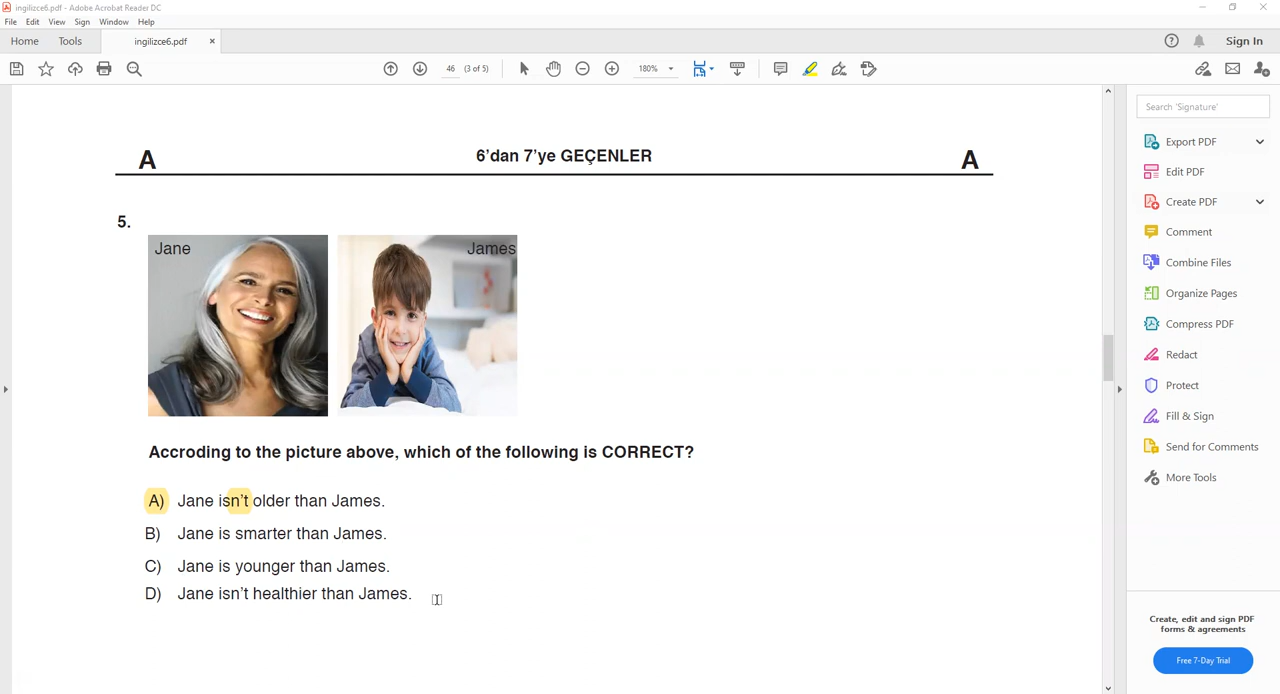 ingilizce6.pdf - Adobe Acrobat Reader DC
File Edit View Sign Window Help
Home Tools ingilizce6.pdf × Sign In
46 (3 of 5) 180%
A 6’dan 7’ye GEÇENLER A
5.
Jane James
Accroding to the picture above, which of the following is CORRECT?
A) Jane isn’t older than James.
B) Jane is smarter than James.
C) Jane is younger than James.
D) Jane isn’t healthier than James.
Search 'Signature'
Export PDF
Edit PDF
Create PDF
Comment
Combine Files
Organize Pages
Compress PDF
Redact
Protect
Fill & Sign
Send for Comments
More Tools
Create, edit and sign PDF
forms & agreements
Free 7-Day Trial